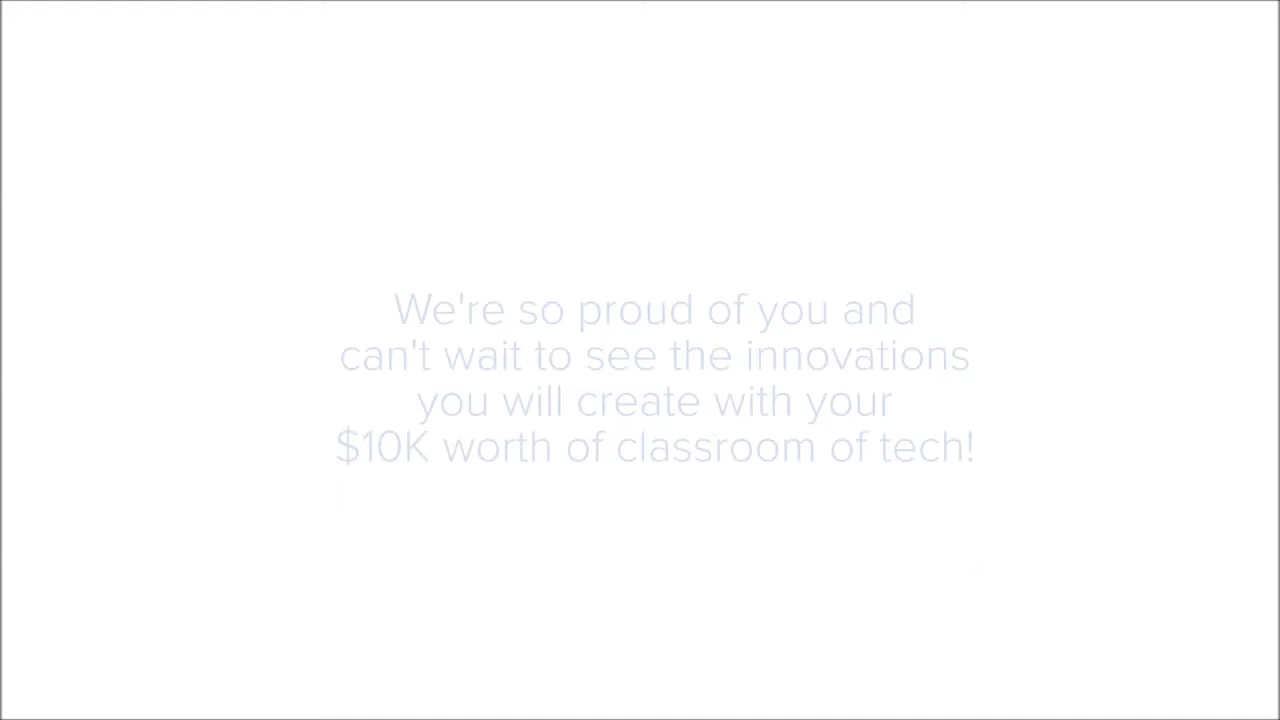 We're so proud of you and
can't wait to see the innovations
you will create with your
$10K worth of classroom of tech!